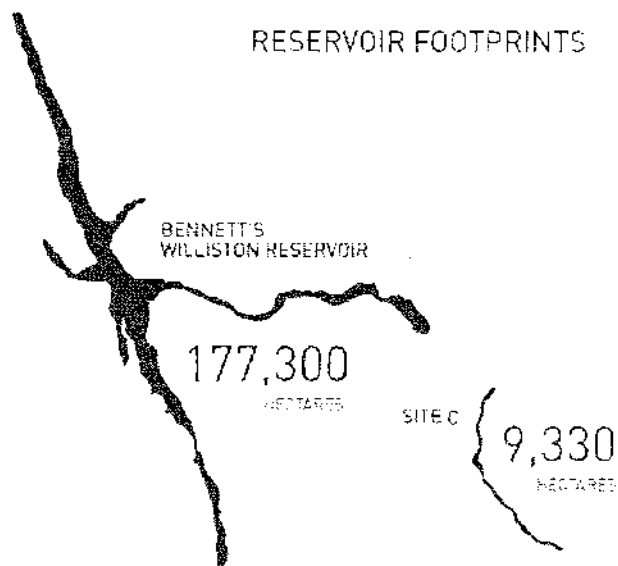 RESERVOIR FOOTPRINTS
BENNETT'S
WILLISTON RESERVOIR
177,300
HECTARES
SITE C
9,330
HECTARES